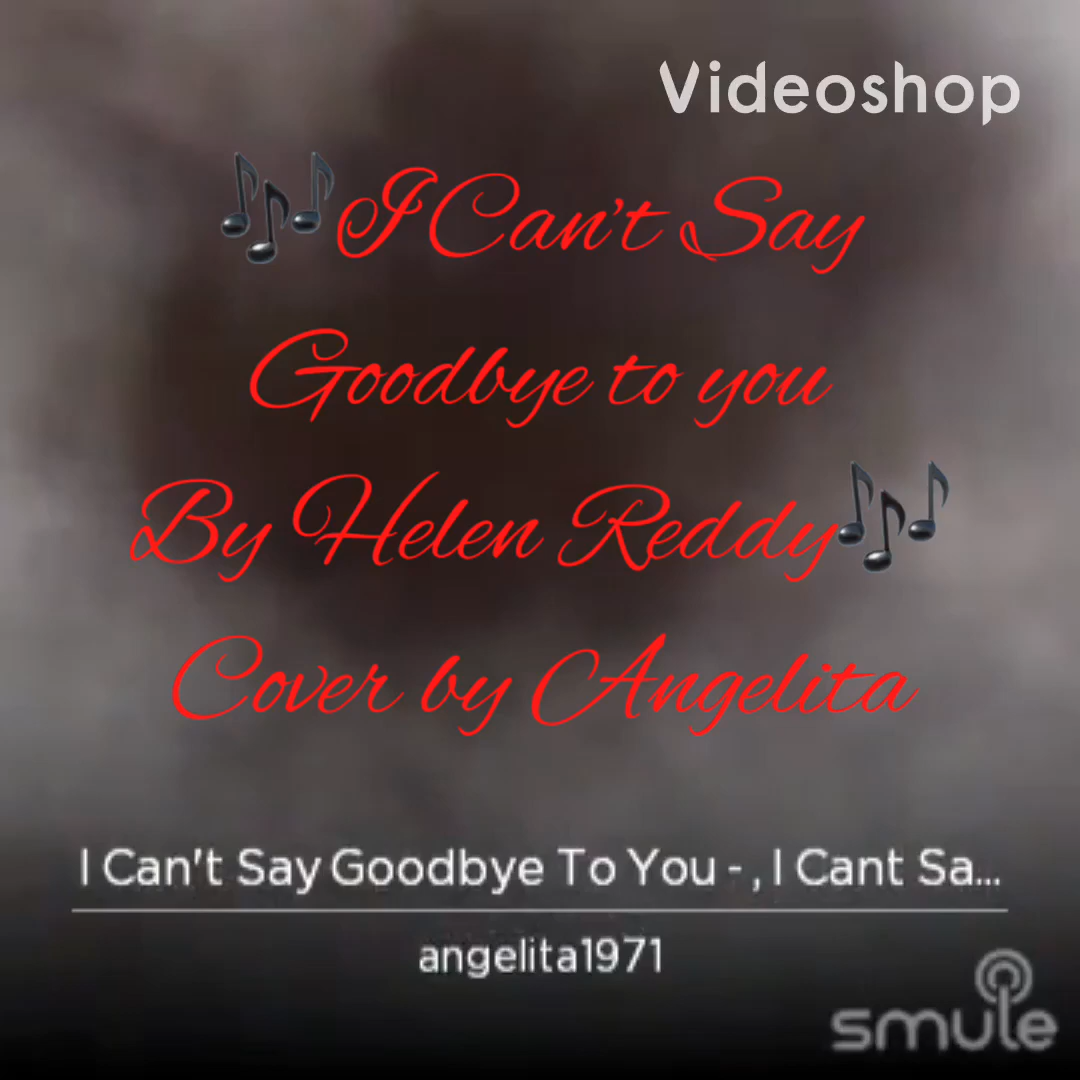 Videoshop
🎶I Can't Say
Goodbye to you
By Helen Reddy🎶
Cover by Angelita
I Can't Say Goodbye To You - , I Cant Sa...
angelita1971
smule